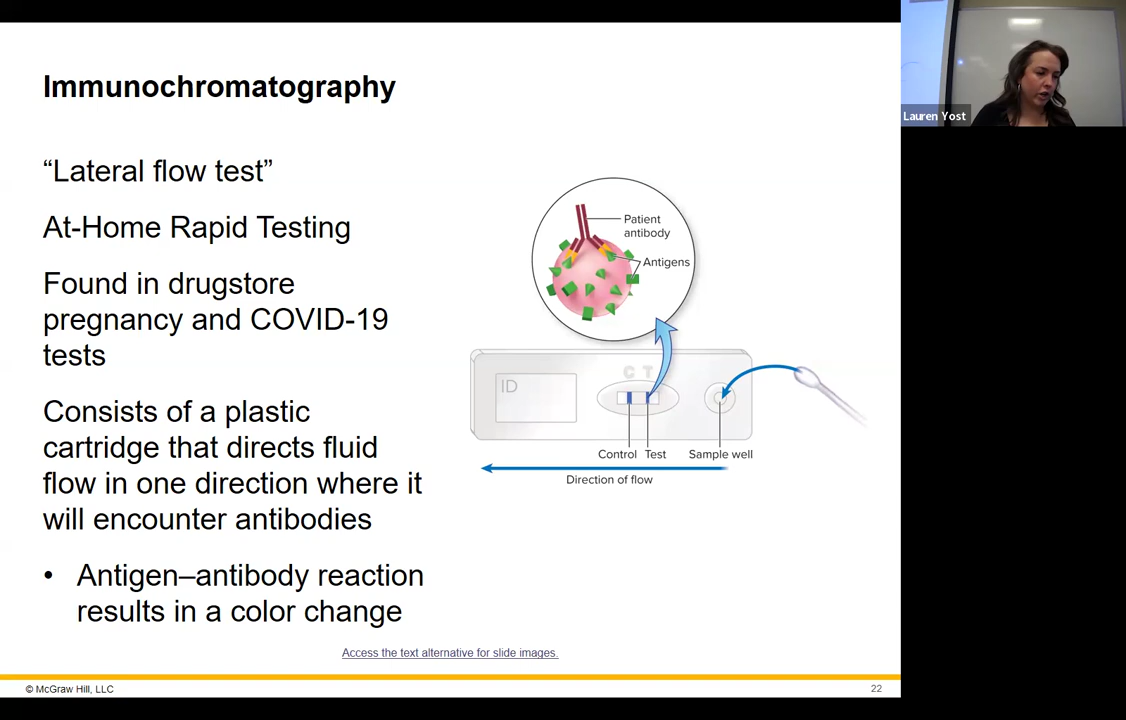 Immunochromatography
“Lateral flow test”
At-Home Rapid Testing
Found in drugstore
pregnancy and COVID-19
tests
Consists of a plastic
cartridge that directs fluid
flow in one direction where it
will encounter antibodies
• Antigen–antibody reaction
results in a color change
Patient
antibody
Antigens
C T
ID
Control Test Sample well
Direction of flow
Access the text alternative for slide images.
© McGraw Hill, LLC
22
Lauren Yost